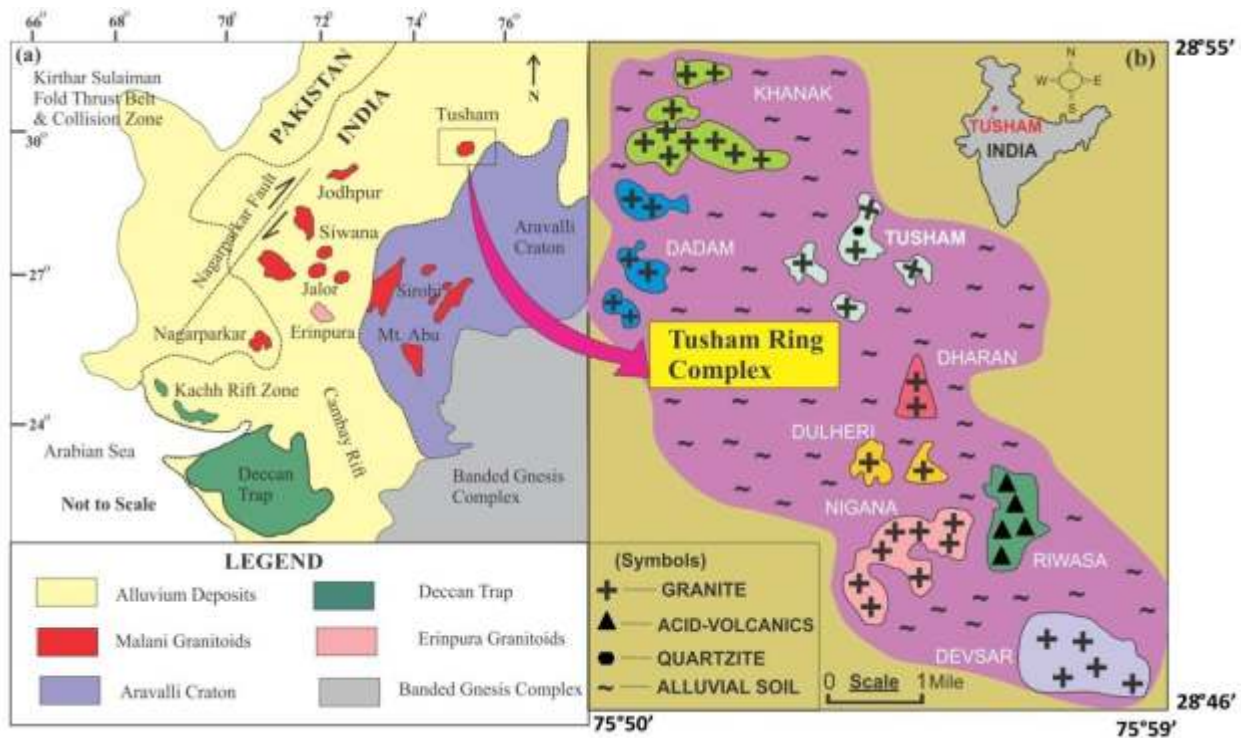 66° 68° 70° 72° 74° 76°
(a)
Kirthar Sulaiman
Fold Thrust Belt
& Collision Zone
PAKISTAN
INDIA
N
Tusham
30°
27°
24°
Jodhpur
Nagarparkar Fault
Siwana
Jalor
Erinpura
Nagarparkar
Aravalli
Craton
Sirohi
Mt. Abu
Kachh Rift Zone
Cambay Rift
Arabian Sea
Deccan
Trap
Banded Gnesis
Complex
Not to Scale
LEGEND
Alluvium Deposits
Deccan Trap
Malani Granitoids
Erinpura Granitoids
Aravalli Craton
Banded Gnesis Complex
(b)
28°55'
N
W E
S
KHANAK
TUSHAM
INDIA
DADAM
TUSHAM
Tusham Ring
Complex
DHARAN
DULHERI
NIGANA
RIWASA
DEVSAR
(Symbols)
GRANITE
ACID-VOLCANICS
QUARTZITE
ALLUVIAL SOIL
0 Scale 1 Mile
28°46'
75°50' 75°59'